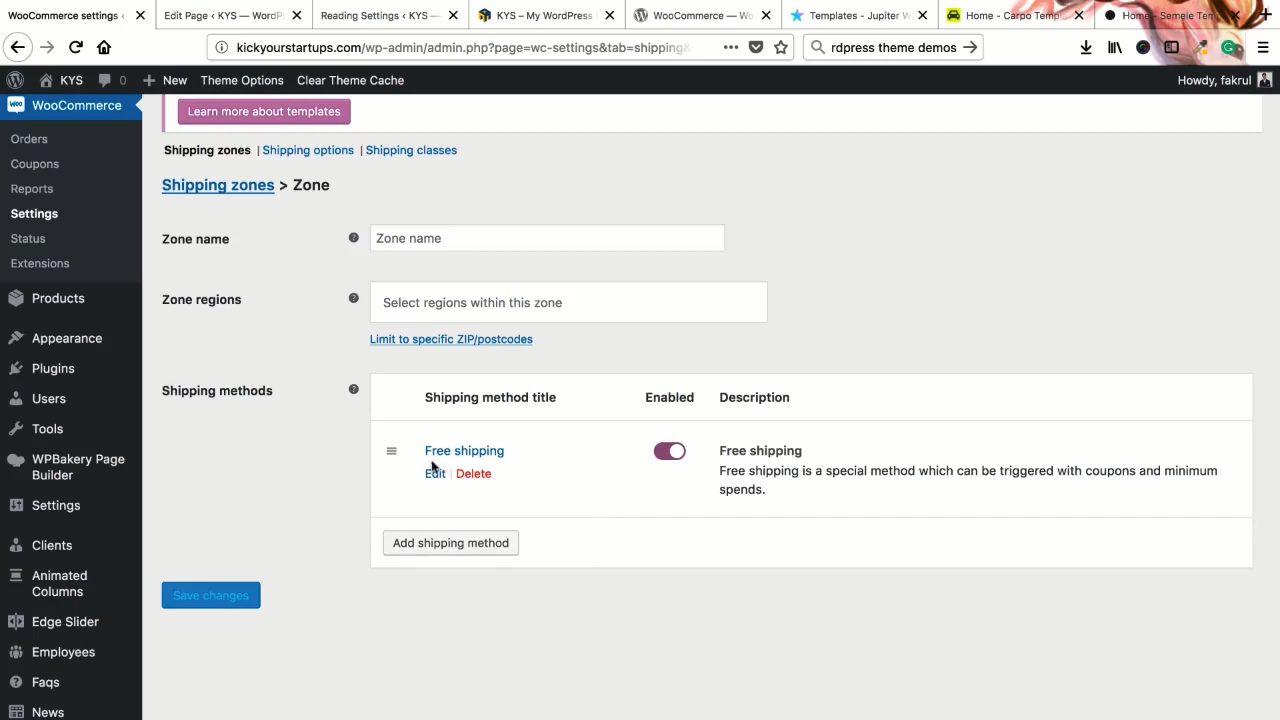 WooCommerce settings ‹
Edit Page ‹ KYS — WordP
Reading Settings ‹ KYS —
KYS – My WordPress
WooCommerce — Wo
Templates - Jupiter W
Home - Carpo Temp
Home - Semele Tem
kickyourstartups.com/wp-admin/admin.php?page=wc-settings&tab=shipping&
rdpress theme demos
KYS
0
New
Theme Options
Clear Theme Cache
Howdy, fakrul
WooCommerce
Orders
Coupons
Reports
Settings
Status
Extensions
Products
Appearance
Plugins
Users
Tools
WPBakery Page
Builder
Settings
Clients
Animated
Columns
Edge Slider
Employees
Faqs
News
Learn more about templates
Shipping zones | Shipping options | Shipping classes
Shipping zones > Zone
Zone name
Zone name
Zone regions
Select regions within this zone
Limit to specific ZIP/postcodes
Shipping methods
Shipping method title
Enabled
Description
Free shipping
Free shipping
Edit | Delete
Free shipping is a special method which can be triggered with coupons and minimum
spends.
Add shipping method
Save changes